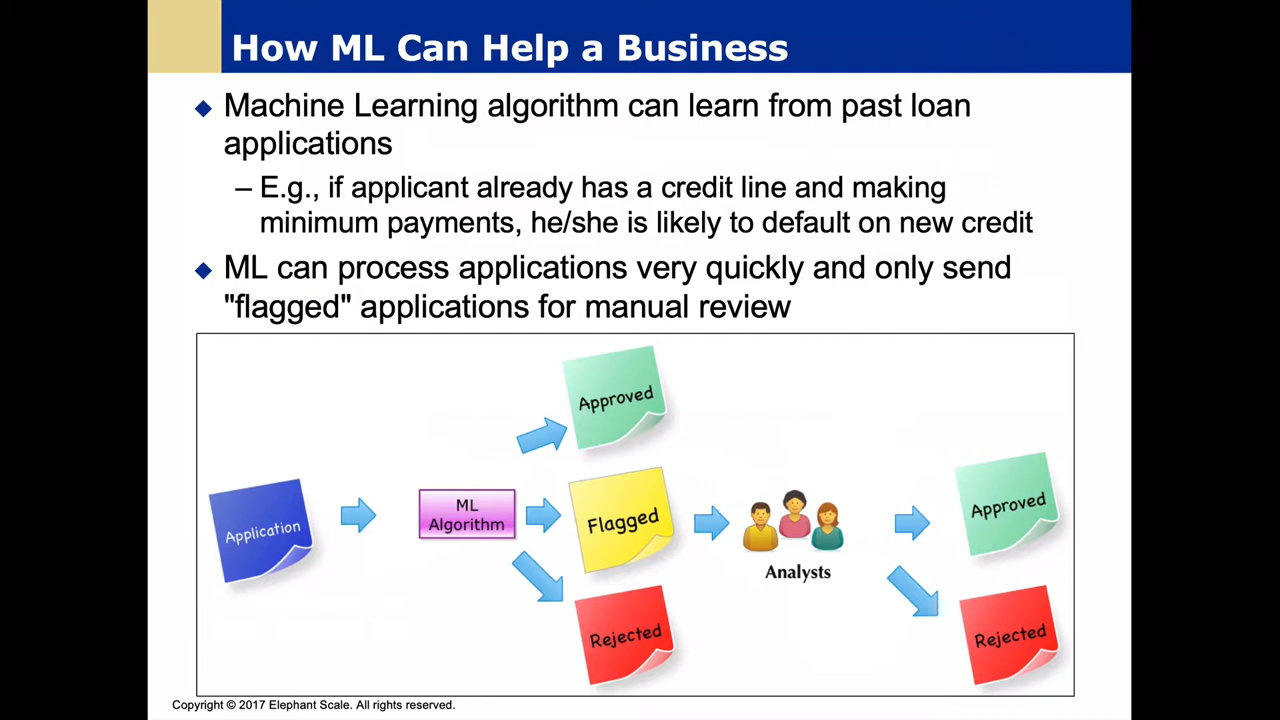 How ML Can Help a Business
Machine Learning algorithm can learn from past loan
applications
– E.g., if applicant already has a credit line and making
minimum payments, he/she is likely to default on new credit
ML can process applications very quickly and only send
"flagged" applications for manual review
Approved
Application
ML
Algorithm
Flagged
Analysts
Approved
Rejected
Rejected
Copyright © 2017 Elephant Scale. All rights reserved.